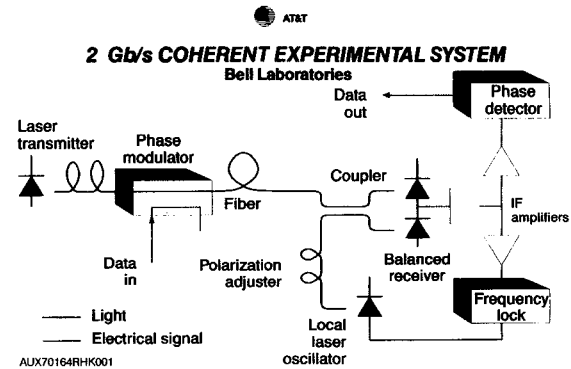 AT&T
2 Gb/s COHERENT EXPERIMENTAL SYSTEM
Bell Laboratories
Data
out
Phase
detector
Laser
transmitter
Phase
modulator
Coupler
Fiber
IF
amplifiers
Data
in
Polarization
adjuster
Balanced
receiver
Light
Electrical signal
Local
laser
oscillator
Frequency
lock
AUX70164RHK001